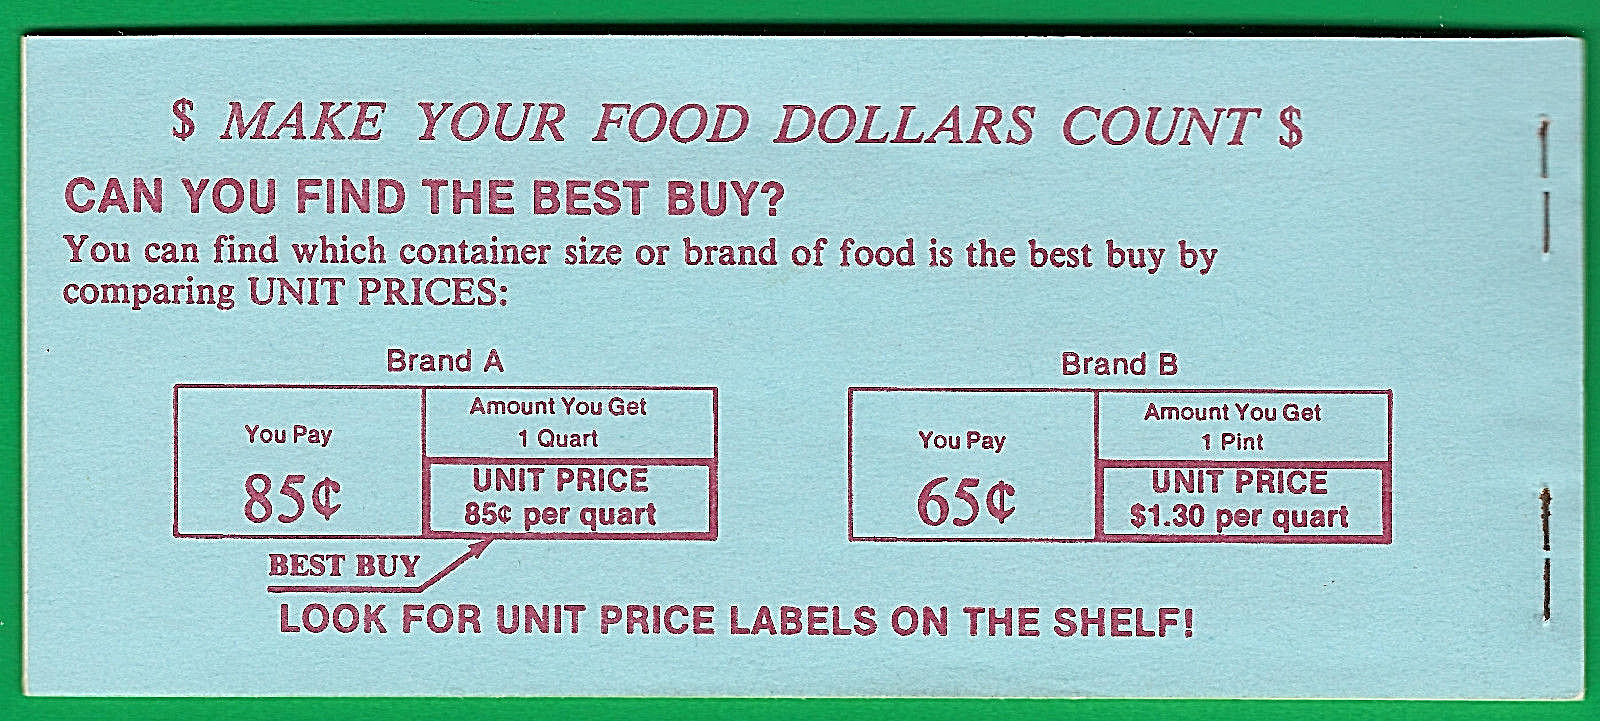 $ MAKE YOUR FOOD DOLLARS COUNT $
CAN YOU FIND THE BEST BUY?
You can find which container size or brand of food is the best buy by
comparing UNIT PRICES:
Brand A
You Pay
85¢
Amount You Get
1 Quart
UNIT PRICE
85¢ per quart
BEST BUY
Brand B
You Pay
65¢
Amount You Get
1 Pint
UNIT PRICE
$1.30 per quart
LOOK FOR UNIT PRICE LABELS ON THE SHELF!